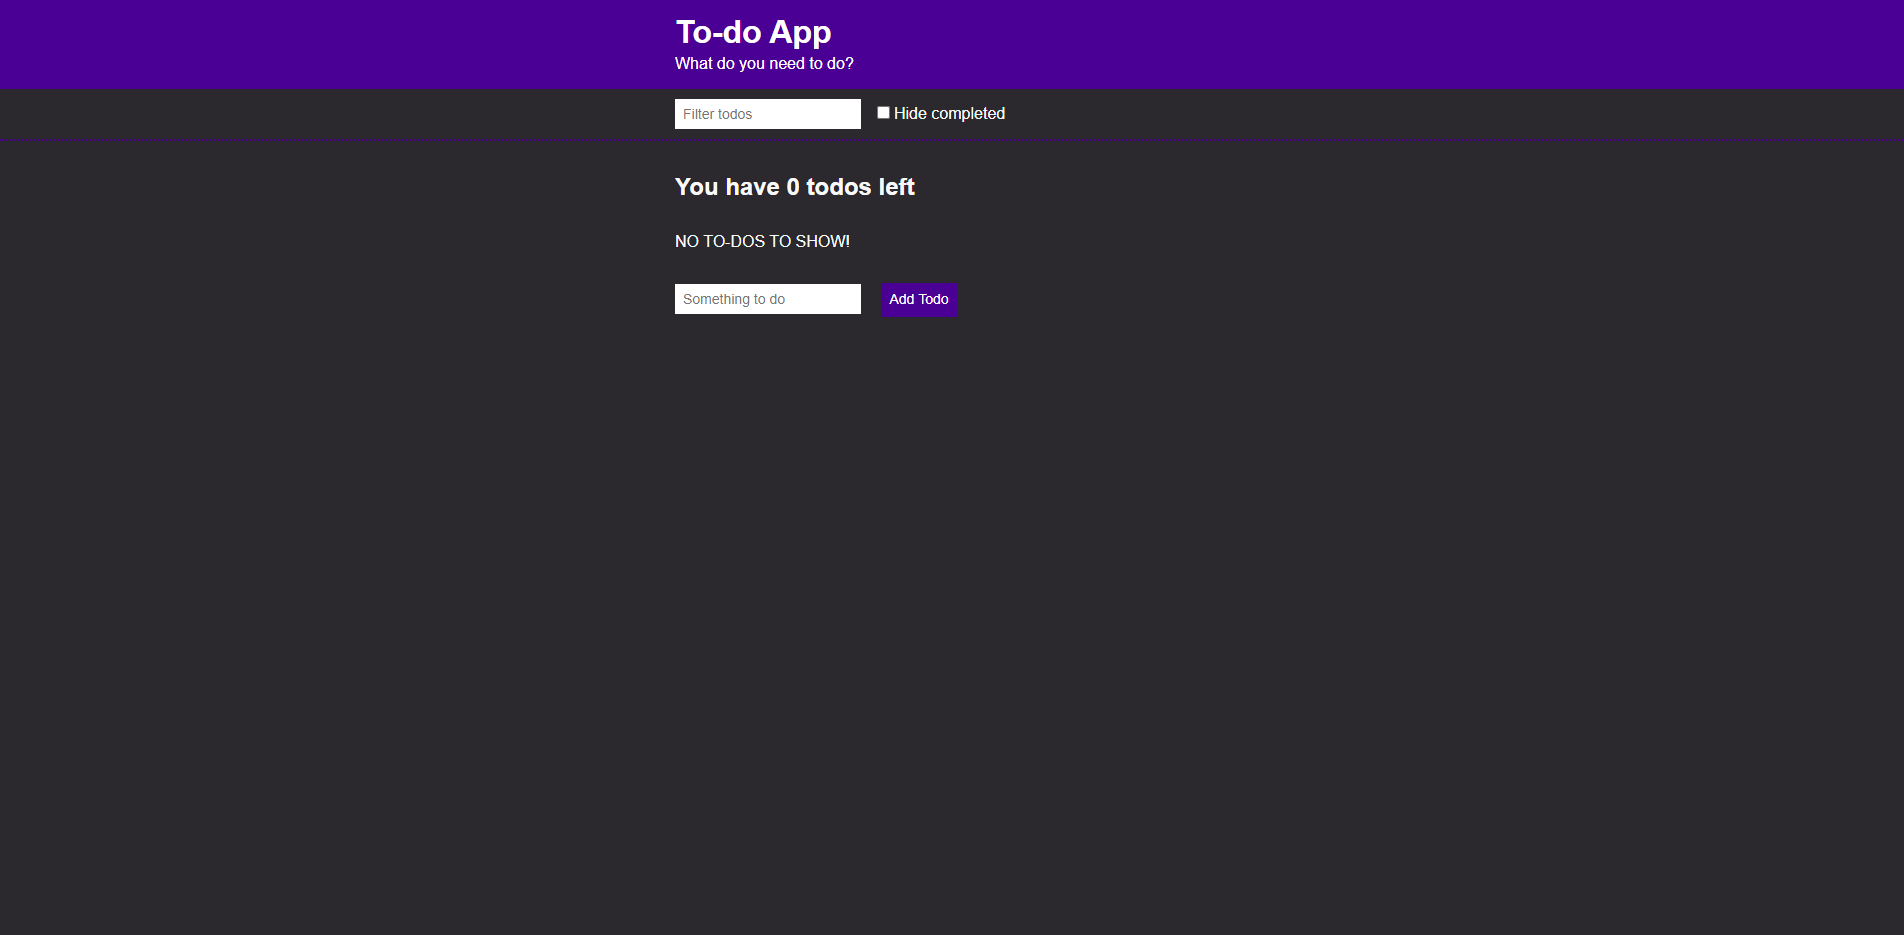 To-do App
What do you need to do?
Filter todos Hide completed
You have 0 todos left
NO TO-DOS TO SHOW!
Something to do Add Todo